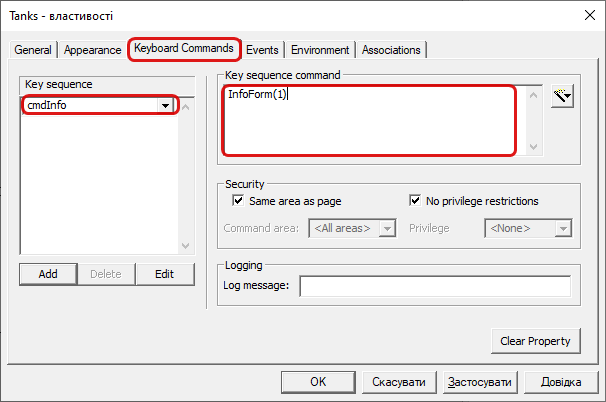 Tanks - властивості
General Appearance Keyboard Commands Events Environment Associations
Key sequence
cmdInfo
Key sequence command
InfoForm(1)
Security
Same area as page No privilege restrictions
Command area: <All areas> Privilege <None>
Add Delete Edit
Logging
Log message:
Clear Property
OK Скасувати Застосувати Довідка